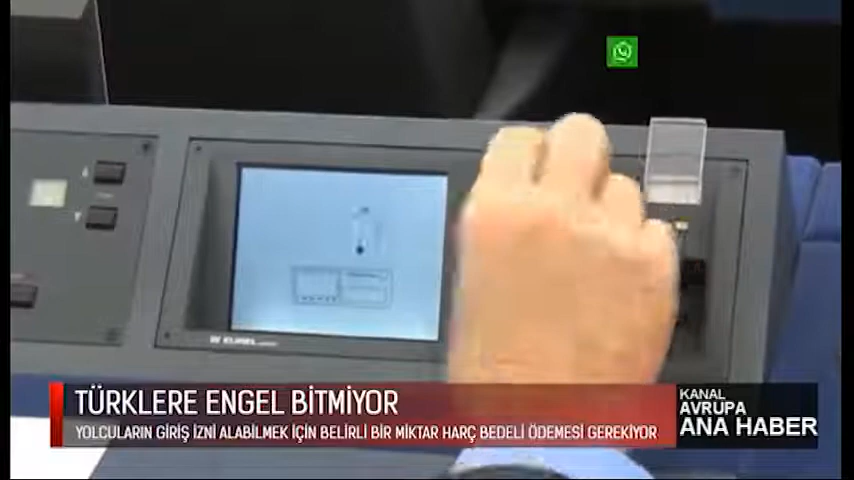 TÜRKLERE ENGEL BİTMİYOR
YOLCULARIN GİRİŞ İZNİ ALABİLMEK İÇİN BELİRLİ BİR MİKTAR HARÇ BEDELİ ÖDEMESİ GEREKİYOR
KANAL
AVRUPA
ANA HABER